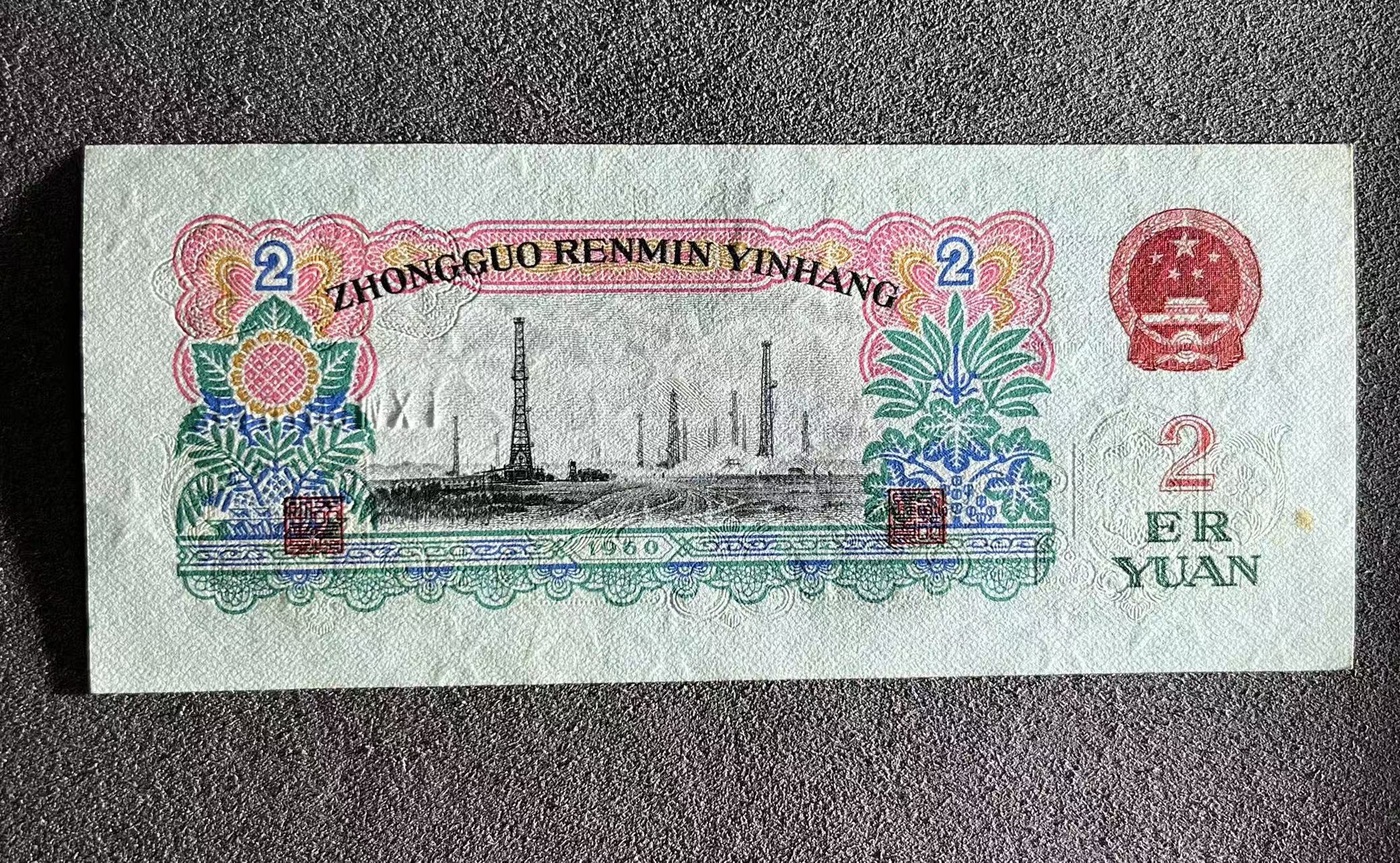 2
ZHONGGUO RENMIN YINHANG
2
1960
2
ER
YUAN